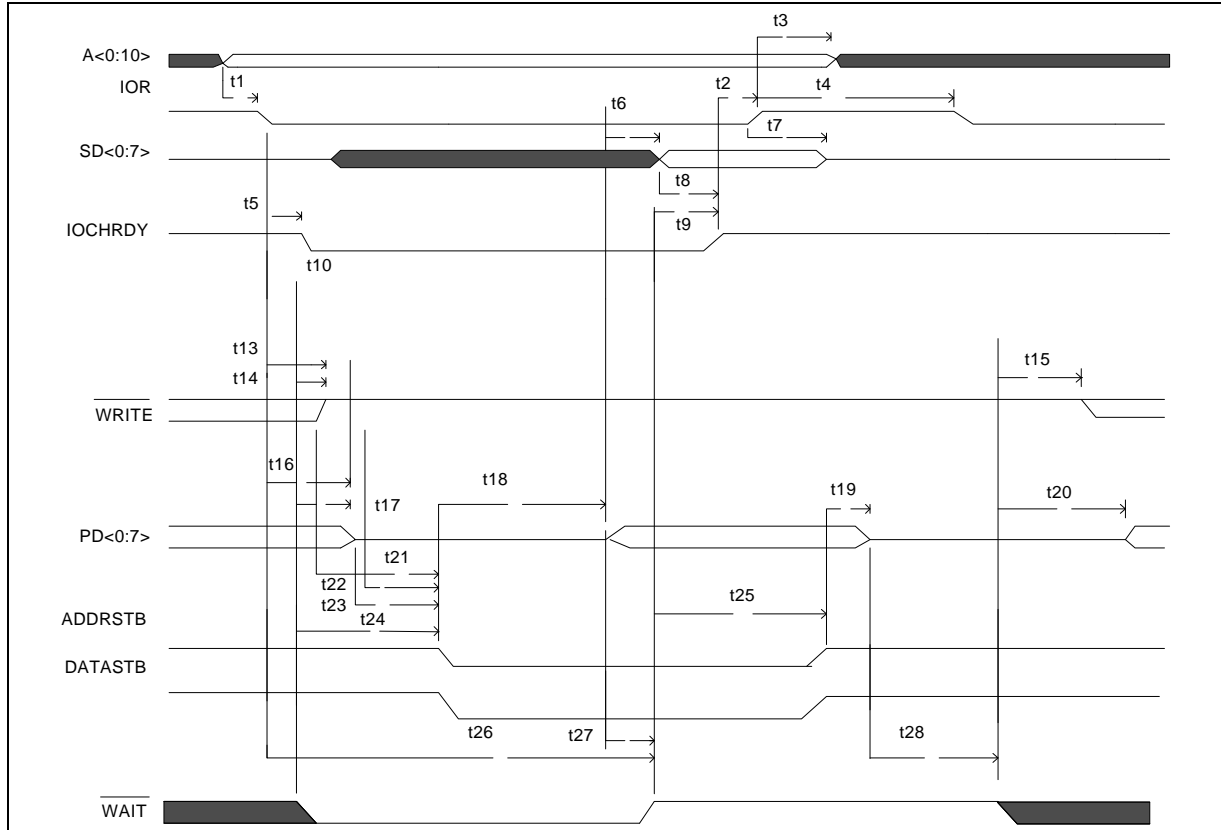 t3
A<0:10>
t1
t2
t4
IOR
t6
t7
SD<0:7>
t8
t5
t9
IOCHRDY
t10
t13
t15
t14
WRITE
t16
t18
t19
t20
t17
PD<0:7>
t21
t22
t23
t25
ADDRSTB
t24
DATASTB
t26
t27
t28
WAIT